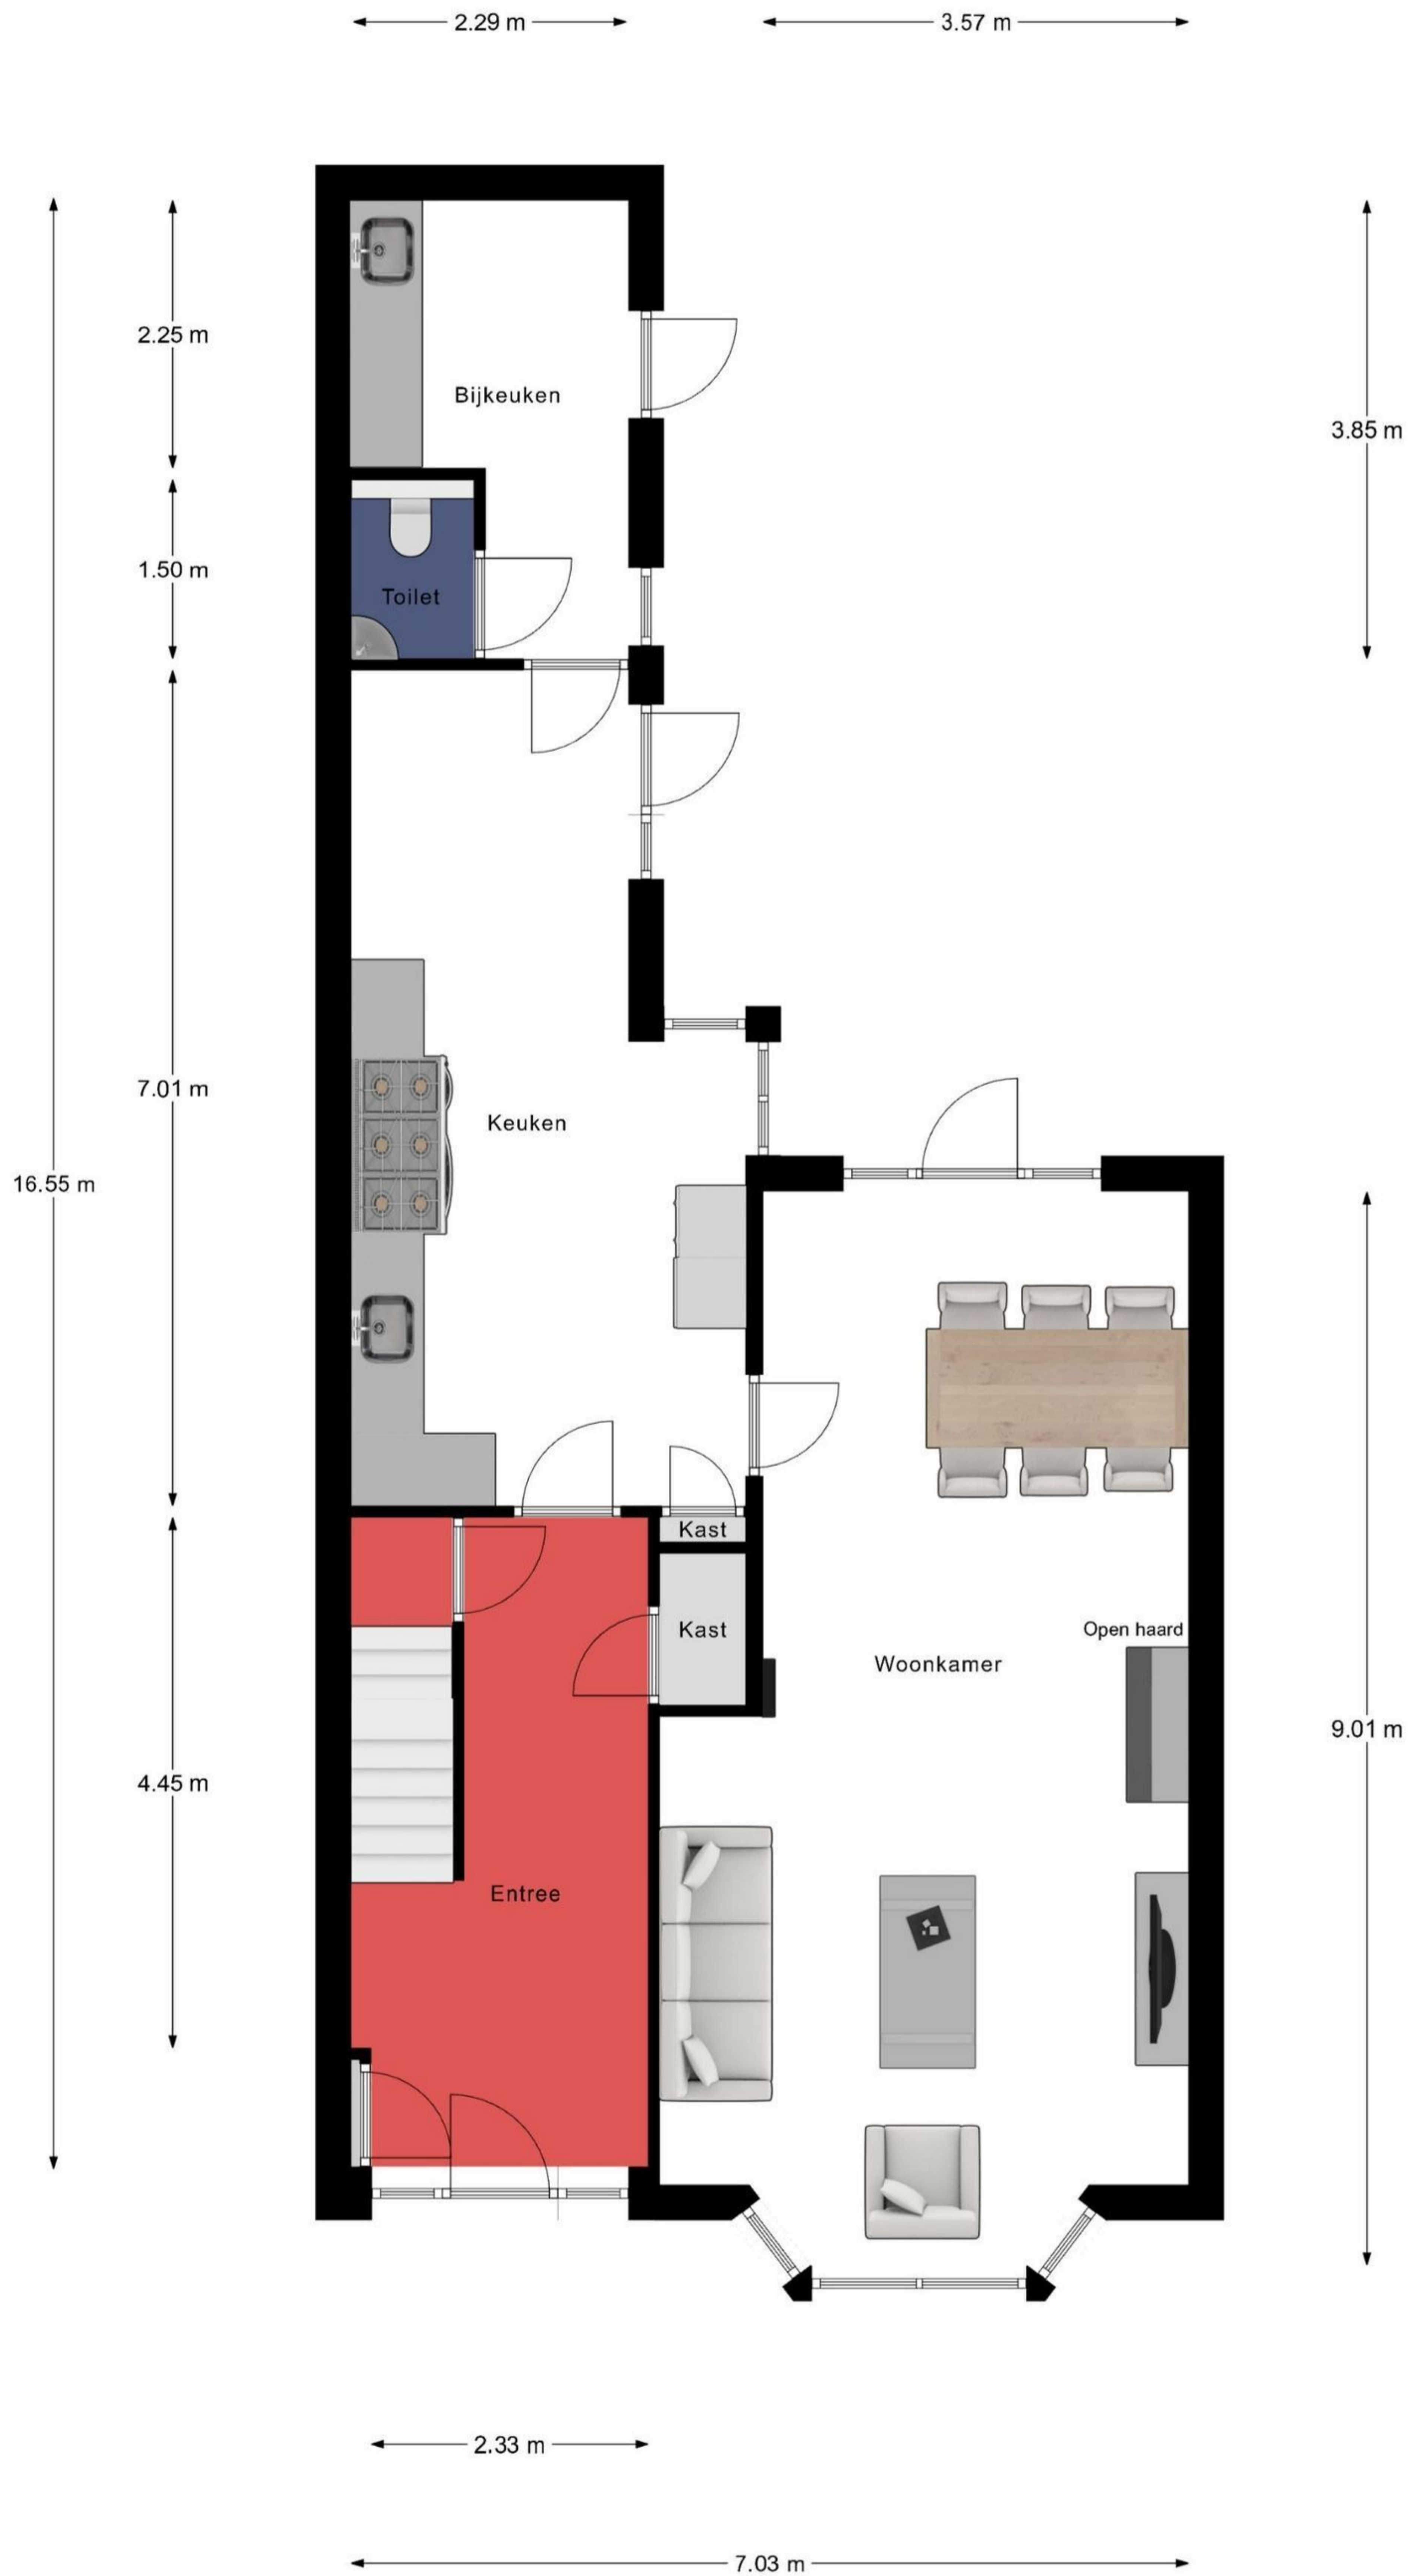 2.29 m
3.57 m
2.25 m
Bijkeuken
3.85 m
1.50 m
Toilet
7.01 m
Keuken
16.55 m
Kast
Kast
Open haard
Woonkamer
9.01 m
4.45 m
Entree
2.33 m
7.03 m